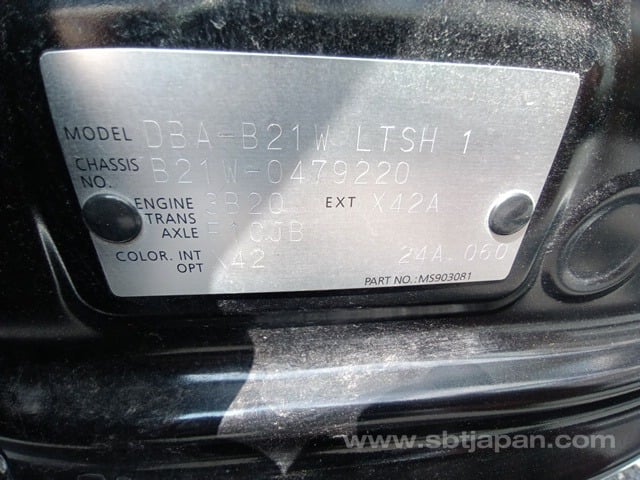 MODEL DBA-B21W LTSH 1
CHASSIS NO. B21W-0479220
ENGINE 3B20 EXT X42A
TRANS AXLE F1CJB
COLOR. INT X42
OPT 24A.060
PART NO.:MS903081
www.sbtjapan.com